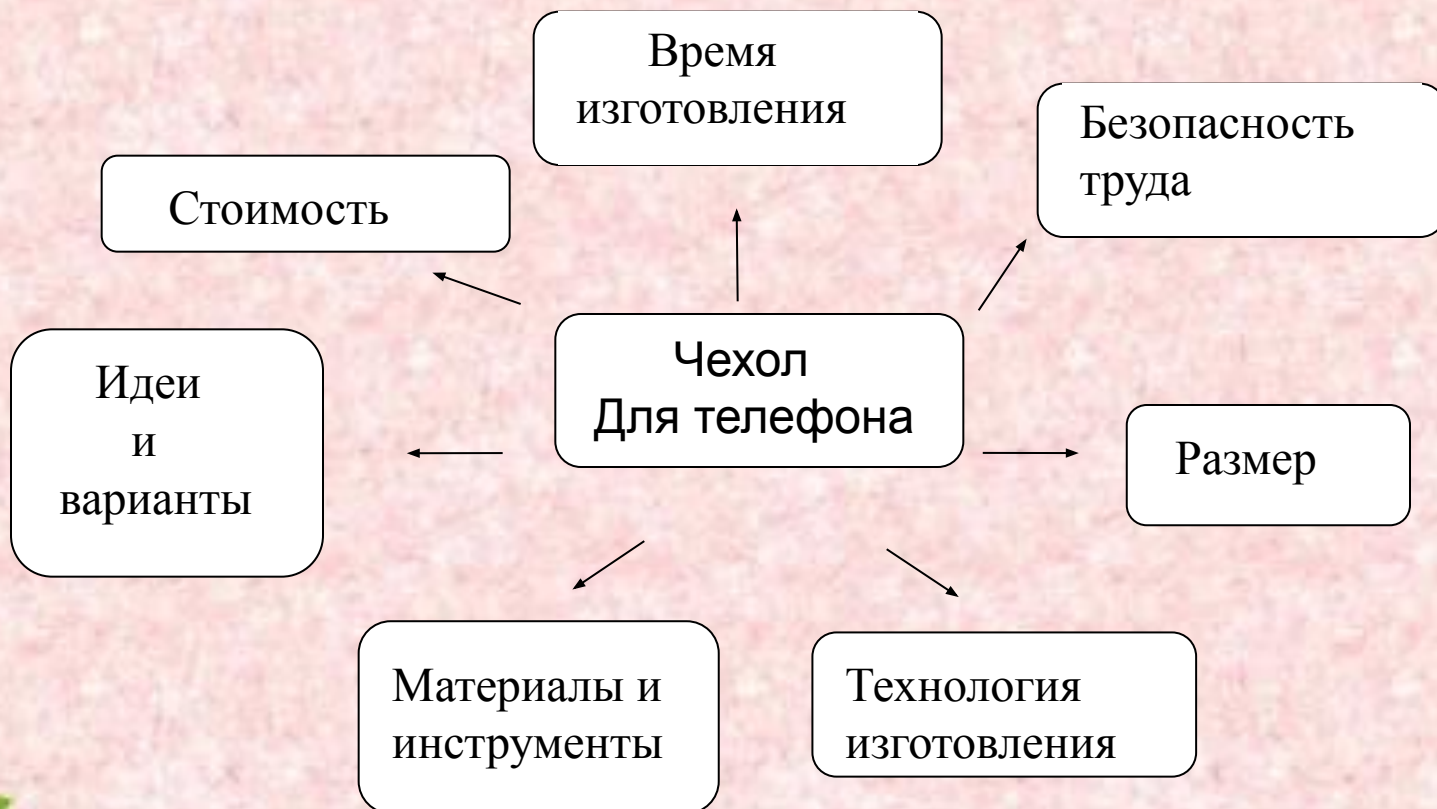 Время
изготовления
Безопасность
труда
Стоимость
Чехол
Для телефона
Идеи
и
варианты
Размер
Материалы и
инструменты
Технология
изготовления